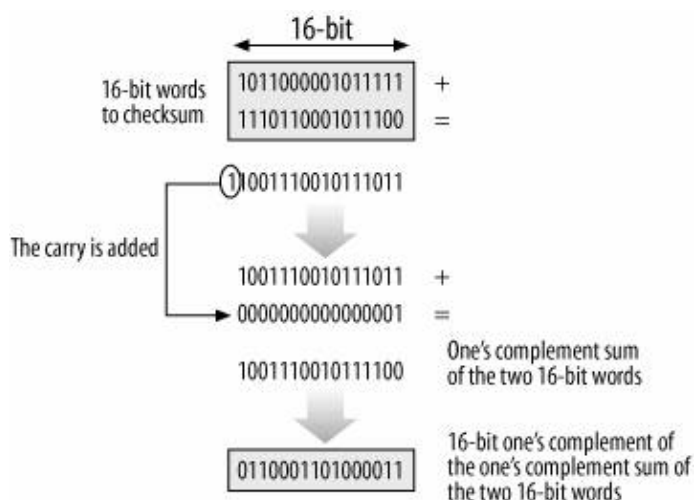 16-bit
16-bit words
to checksum
1011000001011111 +
1110110001011100 =
11001110010111011
The carry is added
1001110010111011 +
0000000000000001 =
1001110010111100
One's complement sum
of the two 16-bit words
0110001101000011
16-bit one's complement of
the one's complement sum of
the two 16-bit words